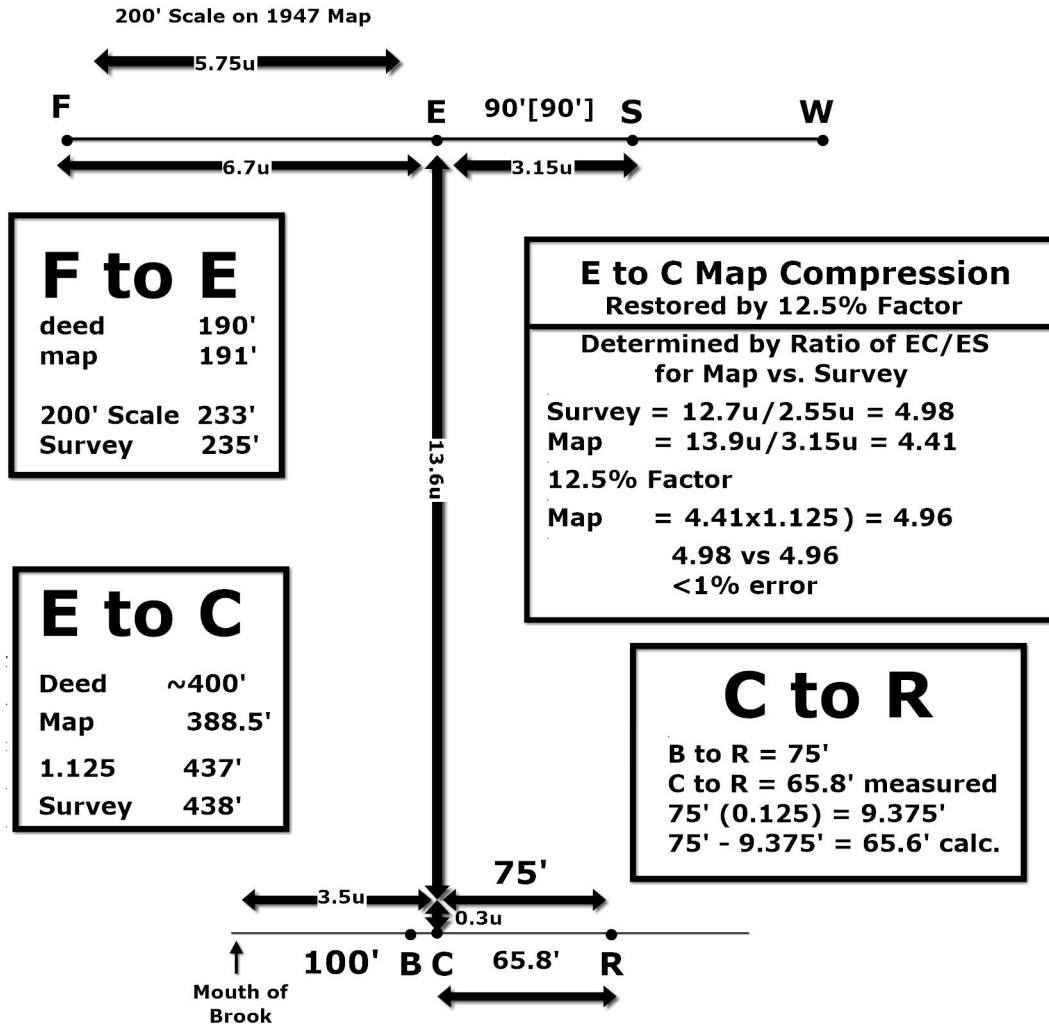 200' Scale on 1947 Map
5.75u
F E 90'[90'] S W
6.7u 3.15u
F to E
deed 190'
map 191'
200' Scale 233'
Survey 235'
E to C Map Compression
Restored by 12.5% Factor
Determined by Ratio of EC/ES
for Map vs. Survey
Survey = 12.7u/2.55u = 4.98
Map = 13.9u/3.15u = 4.41
12.5% Factor
Map = 4.41x1.125) = 4.96
4.98 vs 4.96
<1% error
13.6u
E to C
Deed ~400'
Map 388.5'
1.125 437'
Survey 438'
C to R
B to R = 75'
C to R = 65.8' measured
75' (0.125) = 9.375'
75' - 9.375' = 65.6' calc.
75'
3.5u
0.3u
100' B C 65.8' R
Mouth of
Brook